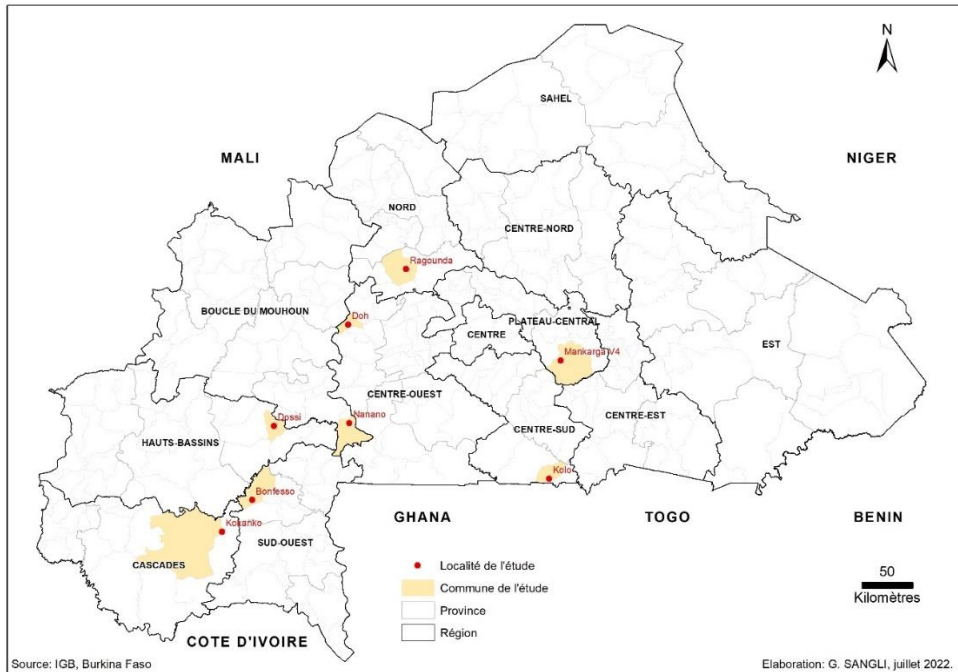 N
SAHEL
MALI
NIGER
NORD
CENTRE-NORD
Ragounda
BOUCLE DU MOUHOUN
Doh
PLATEAU-CENTRAL
CENTRE
EST
Mankarga V4
CENTRE-OUEST
Dossi
Nanano
CENTRE-EST
CENTRE-SUD
HAUTS-BASSINS
Kolo
Bonfesso
GHANA
TOGO
BENIN
Kokanko
SUD-OUEST
CASCADES
Localité de l'étude
Commune de l'étude
Province
Région
50
Kilomètres
COTE D'IVOIRE
Source: IGB, Burkina Faso
Elaboration: G. SANGLI, juillet 2022.